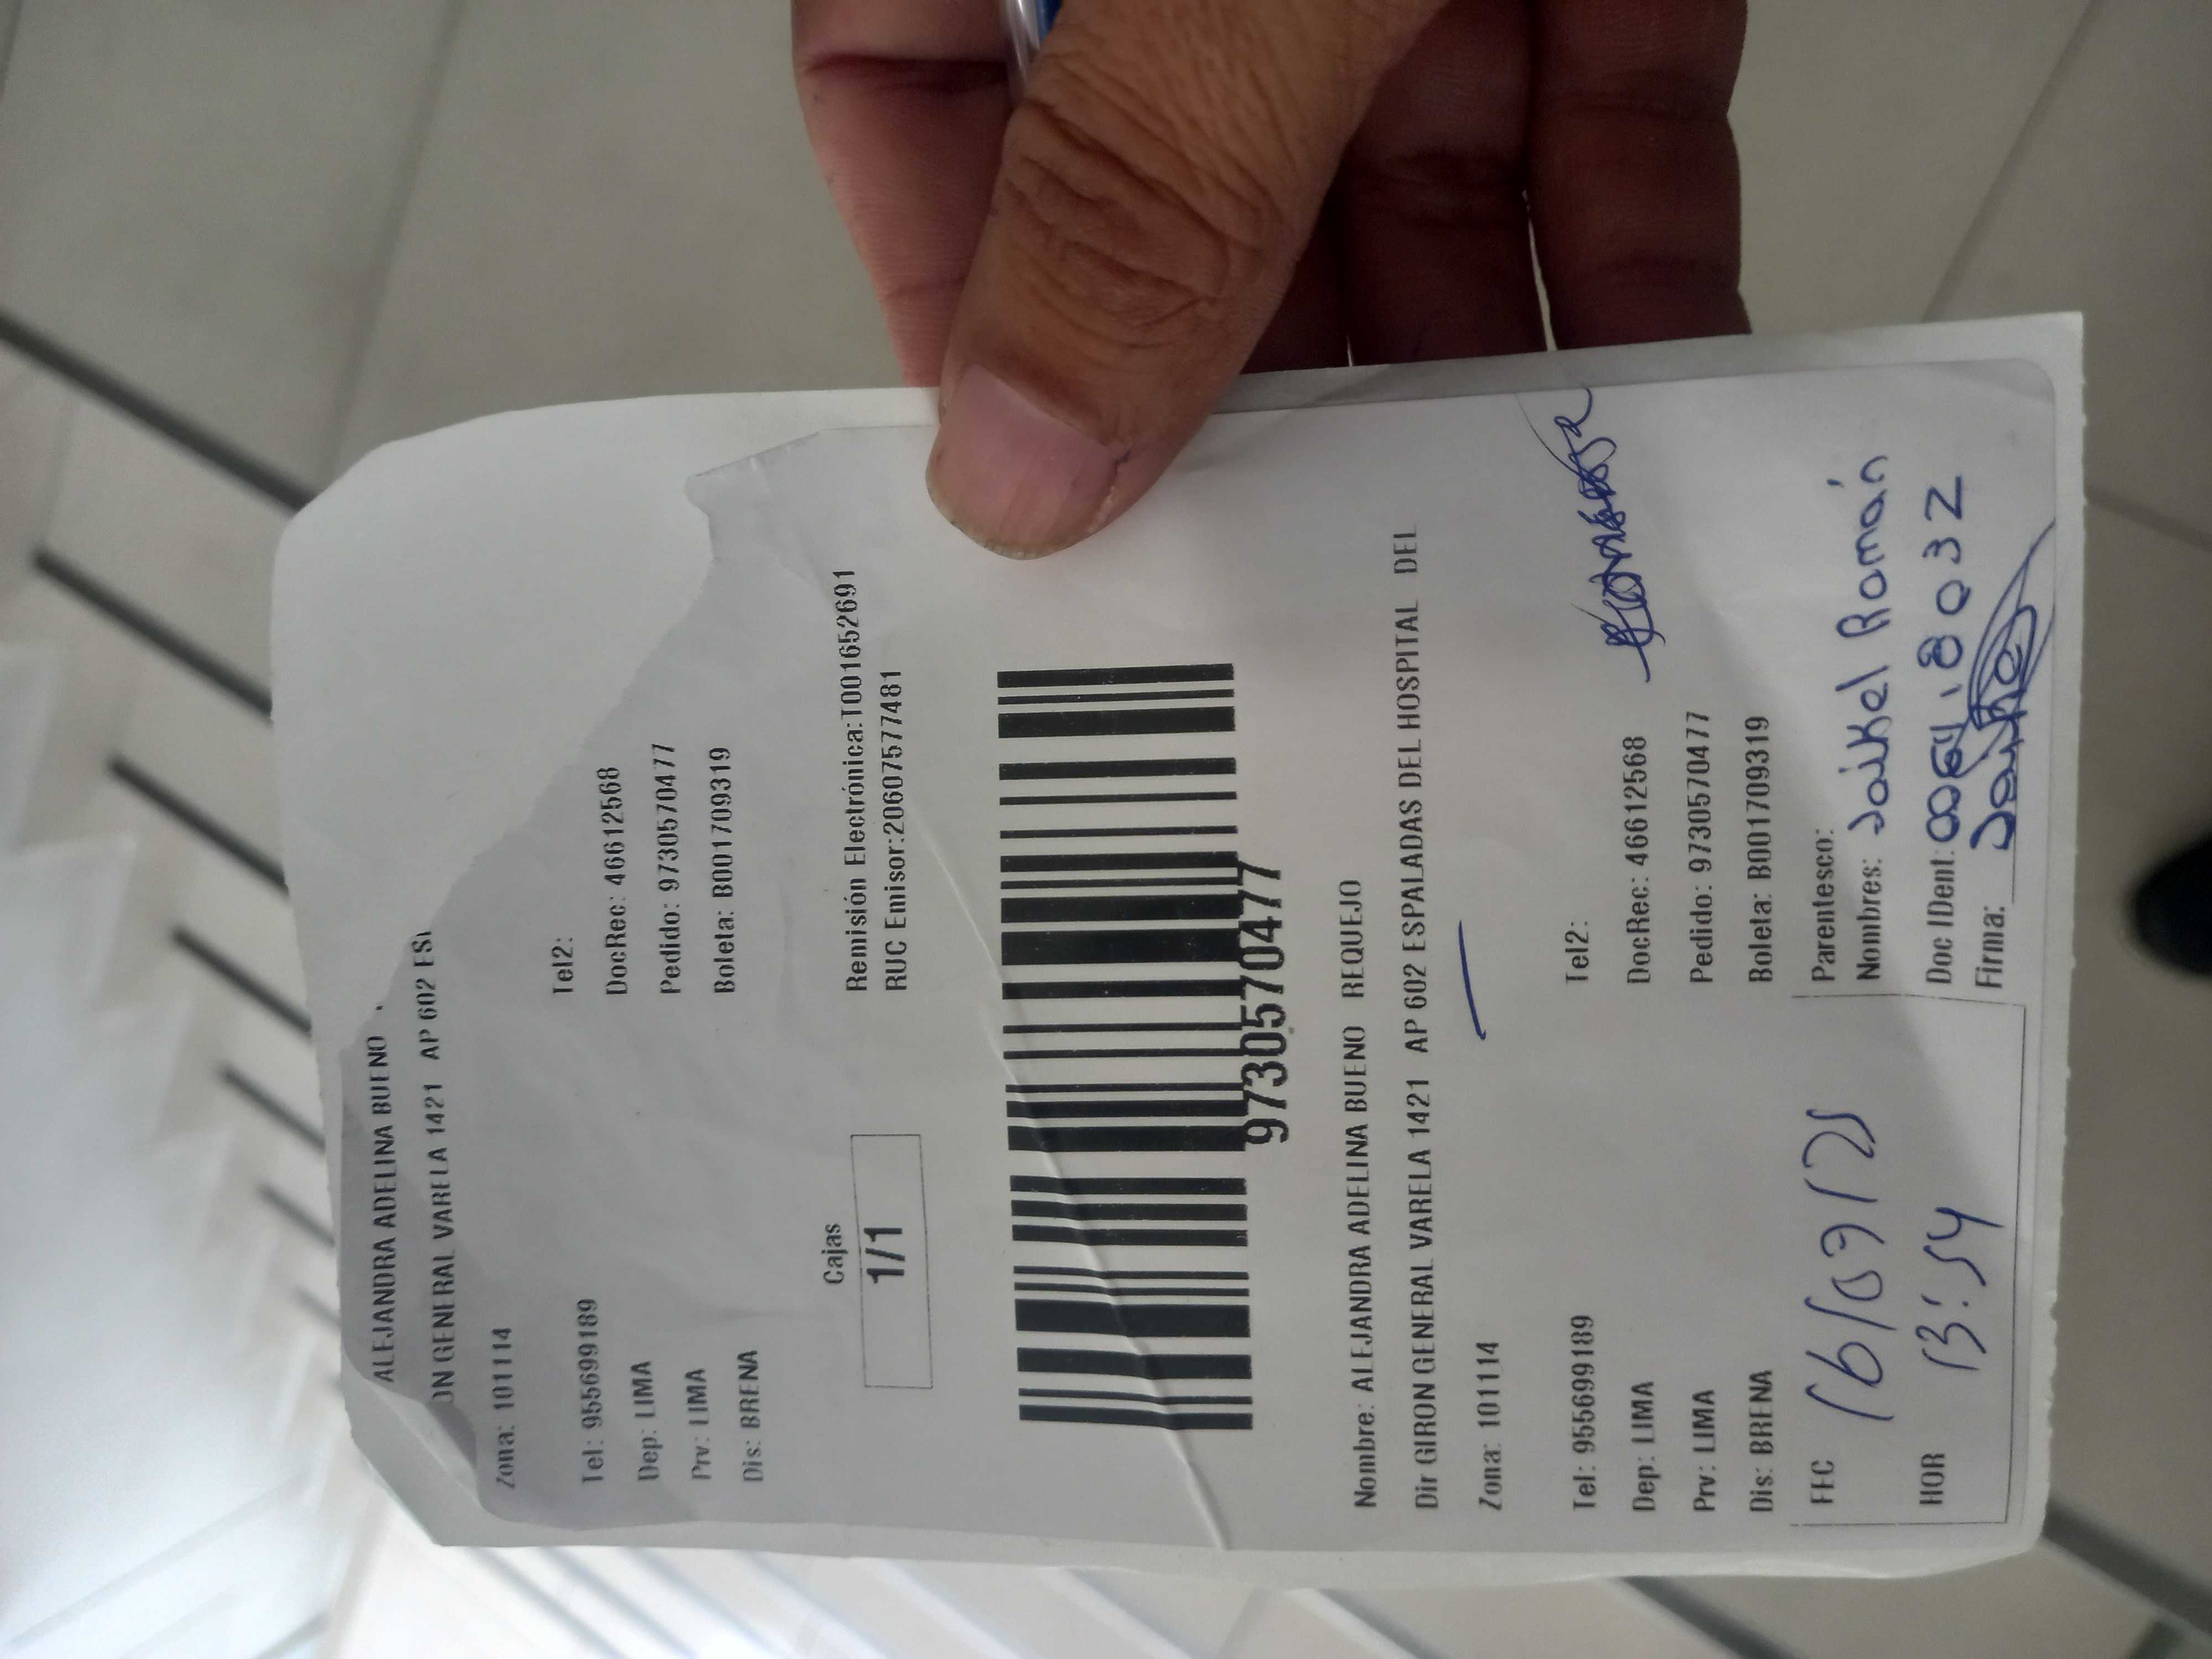 ALEJANDRA ADELINA BUENO
ON GENERAL VARELA 1421 AP 602 ES
Zona: 101114
Tel: 955699189 Tel2:
Dep: LIMA DocRec: 46612568
Prv: LIMA Pedido: 9730570477
Dis: BRENA Boleta: B001709319
Cajas Remisión Electrónica:T001652691
1/1 RUC Emisor:20607577481
9730570477
Nombre: ALEJANDRA ADELINA BUENO REQUEJO
Dir GIRON GENERAL VARELA 1421 AP 602 ESPALADAS DEL HOSPITAL DEL
Zona: 101114
Tel: 955699189 Tel2:
Dep: LIMA DocRec: 46612568
Prv: LIMA Pedido: 9730570477
Dis: BRENA Boleta: B001709319
FEC 16/09/25 Parentesco:
Nombres: Jaikel Román
HOR 13:54 Doc IDent:
Firma: